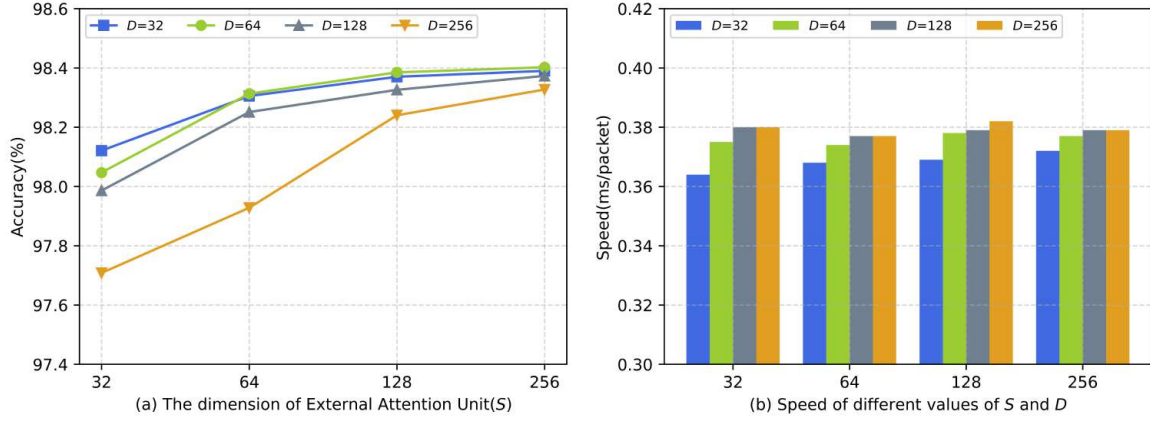 98.6
98.4
98.2
98.0
97.8
97.6
97.4
Accuracy(%)
D=32 D=64 D=128 D=256
32 64 128 256
(a) The dimension of External Attention Unit(S)
0.42
0.40
0.38
0.36
0.34
0.32
0.30
Speed(ms/packet)
D=32 D=64 D=128 D=256
32 64 128 256
(b) Speed of different values of S and D